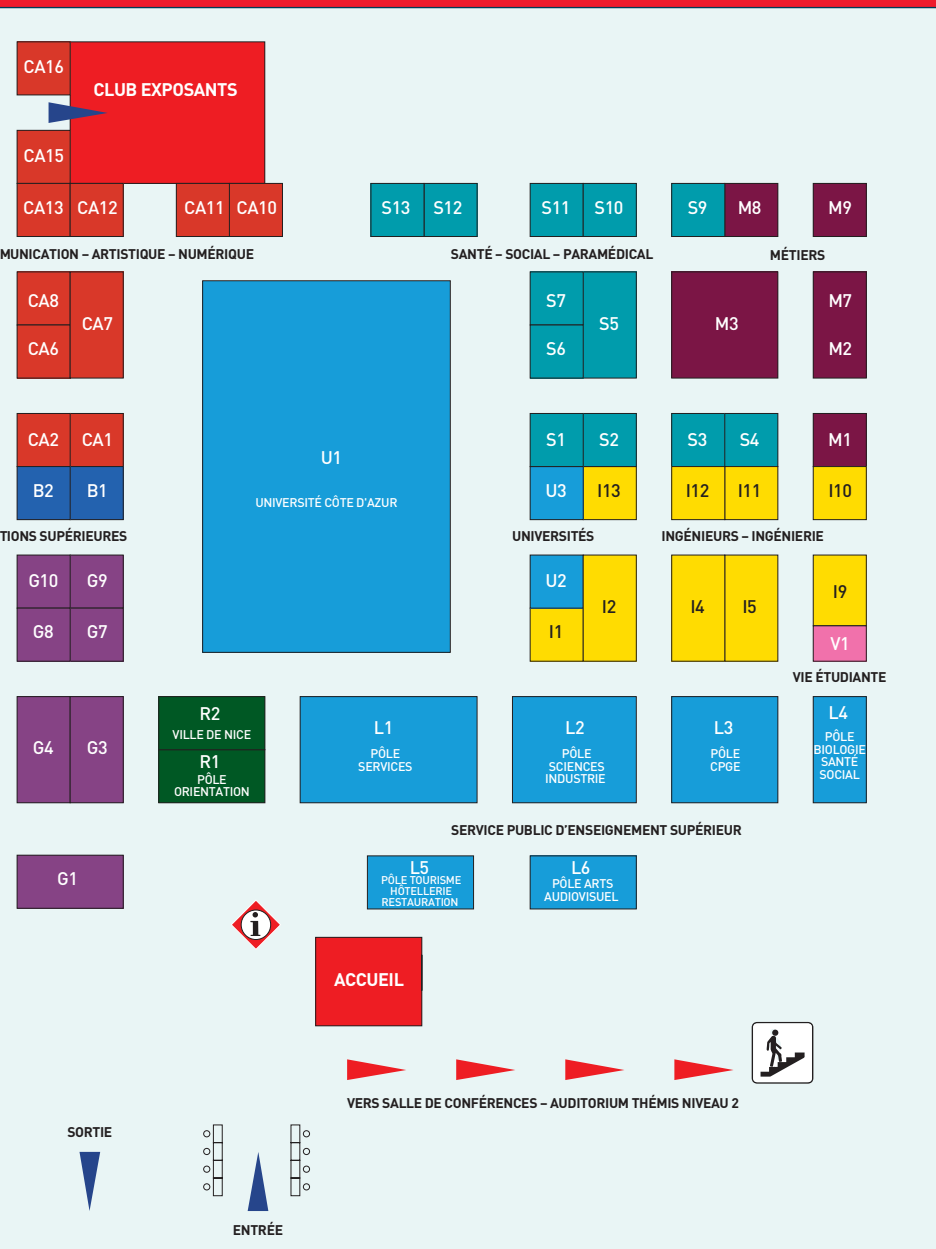 CA16
CLUB EXPOSANTS
CA15
CA13 CA12 CA11 CA10 S13 S12 S11 S10 S9 M8 M9
MUNICATION – ARTISTIQUE – NUMÉRIQUE
SANTÉ – SOCIAL – PARAMÉDICAL
MÉTIERS
CA8
CA7
CA6
S7
S5
S6
M3
M7
M2
CA2 CA1
S1 S2 S3 S4 M1
U1
UNIVERSITÉ CÔTE D'AZUR
B2 B1
U3 I13 I12 I11 I10
TIONS SUPÉRIEURES
UNIVERSITÉS
INGÉNIEURS – INGÉNIERIE
G10 G9
G8 G7
U2
I2
I1
I4 I5
I9
V1
VIE ÉTUDIANTE
G4 G3
R2
VILLE DE NICE
R1
PÔLE
ORIENTATION
L1
PÔLE
SERVICES
L2
PÔLE
SCIENCES
INDUSTRIE
L3
PÔLE
CPGE
L4
PÔLE
BIOLOGIE
SANTÉ
SOCIAL
SERVICE PUBLIC D'ENSEIGNEMENT SUPÉRIEUR
G1
L5
PÔLE TOURISME
HÔTELLERIE
RESTAURATION
L6
PÔLE ARTS
AUDIOVISUEL
i
ACCUEIL
VERS SALLE DE CONFÉRENCES – AUDITORIUM THÉMIS NIVEAU 2
SORTIE
ENTRÉE